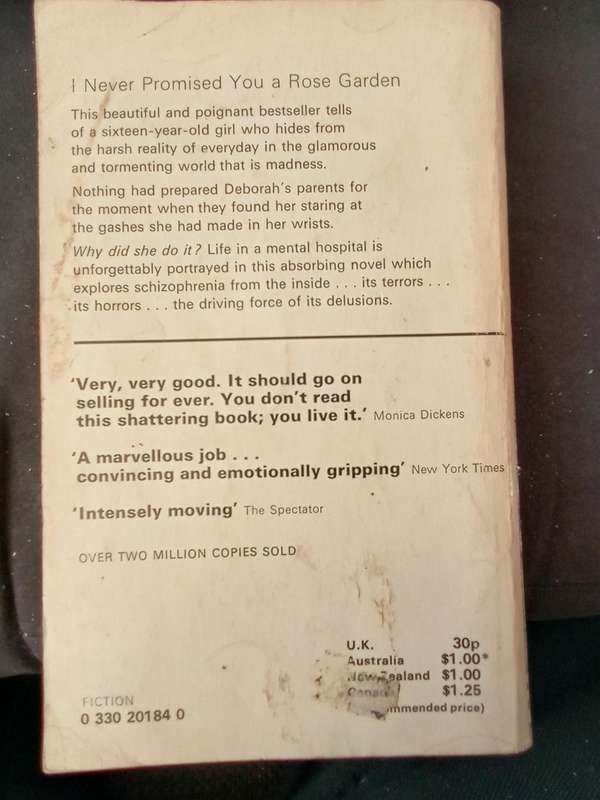 I Never Promised You a Rose Garden
This beautiful and poignant bestseller tells
of a sixteen-year-old girl who hides from
the harsh reality of everyday in the glamorous
and tormenting world that is madness.
Nothing had prepared Deborah's parents for
the moment when they found her staring at
the gashes she had made in her wrists.
Why did she do it? Life in a mental hospital is
unforgettably portrayed in this absorbing novel which
explores schizophrenia from the inside . . . its terrors . . .
its horrors . . . the driving force of its delusions.
'Very, very good. It should go on
selling for ever. You don't read
this shattering book; you live it.' Monica Dickens
'A marvellous job . . .
convincing and emotionally gripping' New York Times
'Intensely moving' The Spectator
OVER TWO MILLION COPIES SOLD
U.K. 30p
Australia $1.00*
New Zealand $1.00
Canada $1.25
price)
FICTION
0 330 20184 0